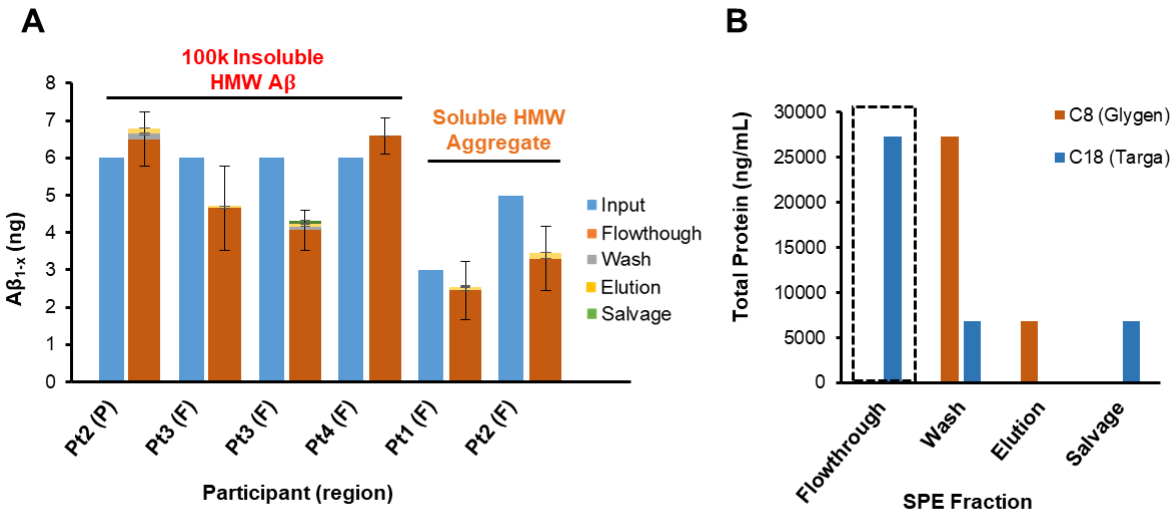 A
100k Insoluble
HMW Aβ
Soluble HMW
Aggregate
8
7
6
5
4
3
2
1
0
Aβ1-x (ng)
Input
Flowthough
Wash
Elution
Salvage
Pt2 (P)
Pt3 (F)
Pt3 (F)
Pt4 (F)
Pt1 (F)
Pt2 (F)
Participant (region)
B
30000
25000
20000
15000
10000
5000
0
Total Protein (ng/mL)
C8 (Glygen)
C18 (Targa)
Flowthrough
Wash
Elution
Salvage
SPE Fraction